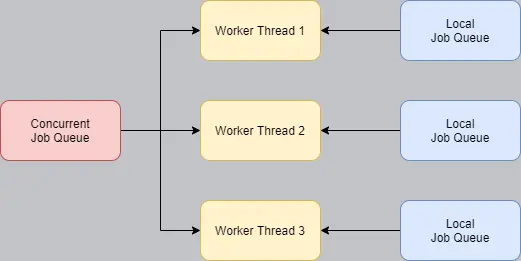 Worker Thread 1
Local
Job Queue
Concurrent
Job Queue
Worker Thread 2
Local
Job Queue
Worker Thread 3
Local
Job Queue